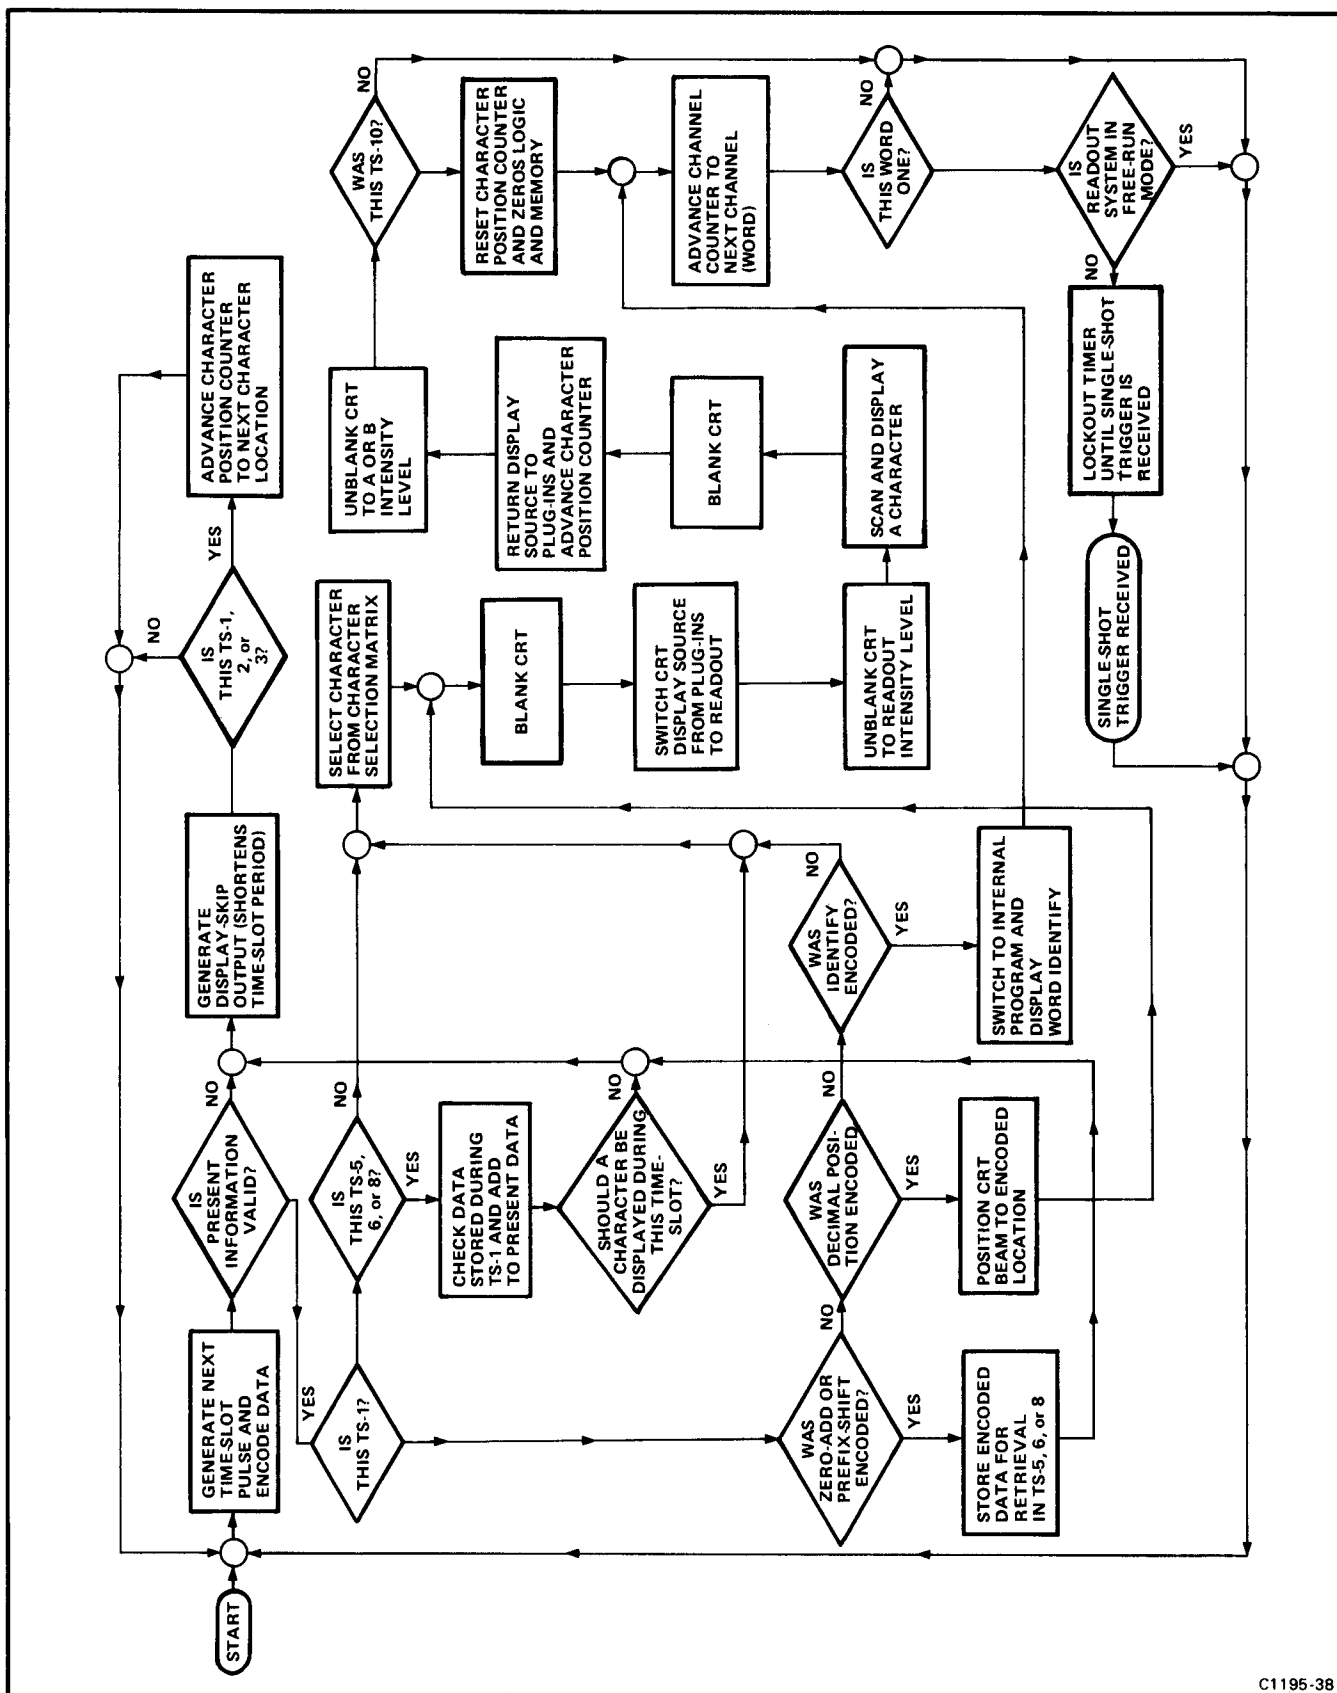 START
GENERATE NEXT
TIME-SLOT
PULSE AND
ENCODE DATA
IS
PRESENT
INFORMATION
VALID?
NO
YES
GENERATE
DISPLAY-SKIP
OUTPUT (SHORTENS
TIME-SLOT PERIOD)
IS
THIS TS-1,
2, or
3?
NO
YES
ADVANCE CHARACTER
POSITION COUNTER
TO NEXT CHARACTER
LOCATION
IS
THIS TS-1?
IS
THIS TS-5,
6, or 8?
NO
YES
CHECK DATA
STORED DURING
TS-1 AND ADD
TO PRESENT DATA
SHOULD A
CHARACTER BE
DISPLAYED DURING
THIS TIME-
SLOT?
NO
YES
WAS
ZERO-ADD OR
PREFIX-SHIFT
ENCODED?
NO
YES
STORE ENCODED
DATA FOR
RETRIEVAL
IN TS-5, 6, or 8
WAS
DECIMAL POSI-
TION ENCODED
NO
YES
POSITION CRT
BEAM TO ENCODED
LOCATION
WAS
IDENTIFY
ENCODED?
NO
YES
SWITCH TO INTERNAL
PROGRAM AND
DISPLAY
WORD IDENTIFY
SELECT CHARACTER
FROM CHARACTER
SELECTION MATRIX
BLANK CRT
SWITCH CRT
DISPLAY SOURCE
FROM PLUG-INS
TO READOUT
UNBLANK CRT
TO READOUT
INTENSITY LEVEL
SCAN AND DISPLAY
A CHARACTER
BLANK CRT
RETURN DISPLAY
SOURCE TO
PLUG-INS AND
ADVANCE CHARACTER
POSITION COUNTER
UNBLANK CRT
TO A OR B
INTENSITY
LEVEL
WAS
THIS TS-10?
NO
RESET CHARACTER
POSITION COUNTER
AND ZEROS LOGIC
AND MEMORY
ADVANCE CHANNEL
COUNTER TO
NEXT CHANNEL
(WORD)
IS
THIS WORD
ONE?
NO
IS
READOUT
SYSTEM IN
FREE-RUN
MODE?
YES
NO
LOCKOUT TIMER
UNTIL SINGLE-SHOT
TRIGGER IS
RECEIVED
SINGLE-SHOT
TRIGGER RECEIVED
C1195-38